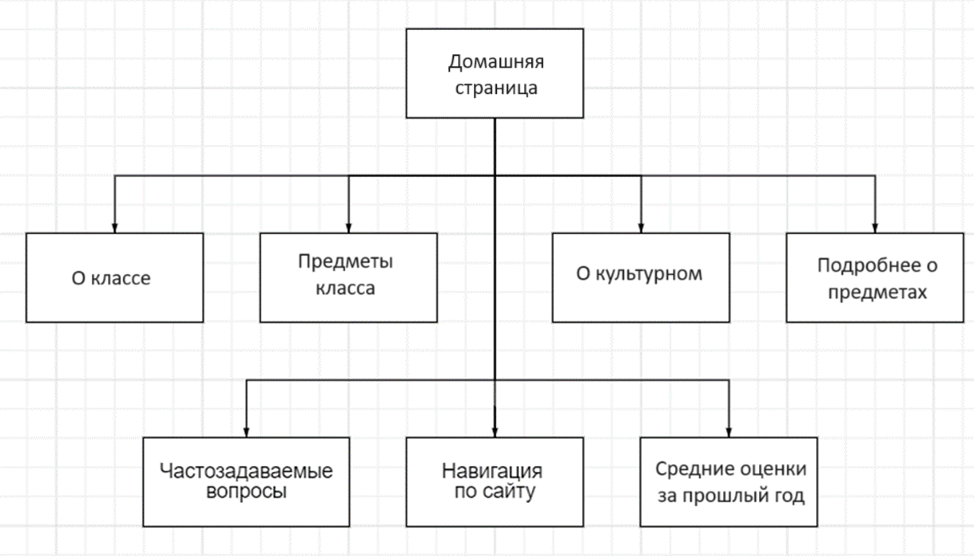 Домашняя
страница
О классе
Предметы
класса
О культурном
Подробнее о
предметах
Частозадаваемые
вопросы
Навигация
по сайту
Средние оценки
за прошлый год